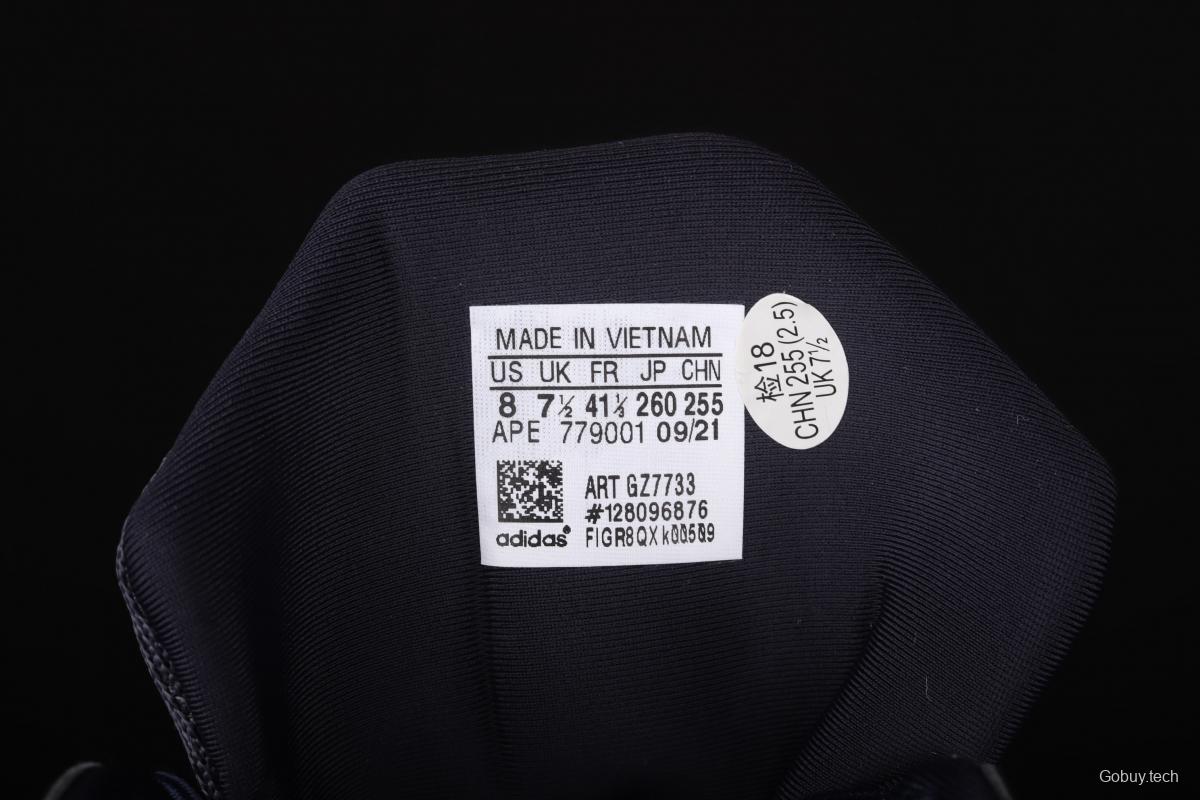 MADE IN VIETNAM
US UK FR JP CHN
8 7½ 41⅓ 260 255
APE 779001 09/21
ART GZ7733
#128096876
adidas
检18
CHN 255 (2.5)
UK 7½
Gobuy.tech